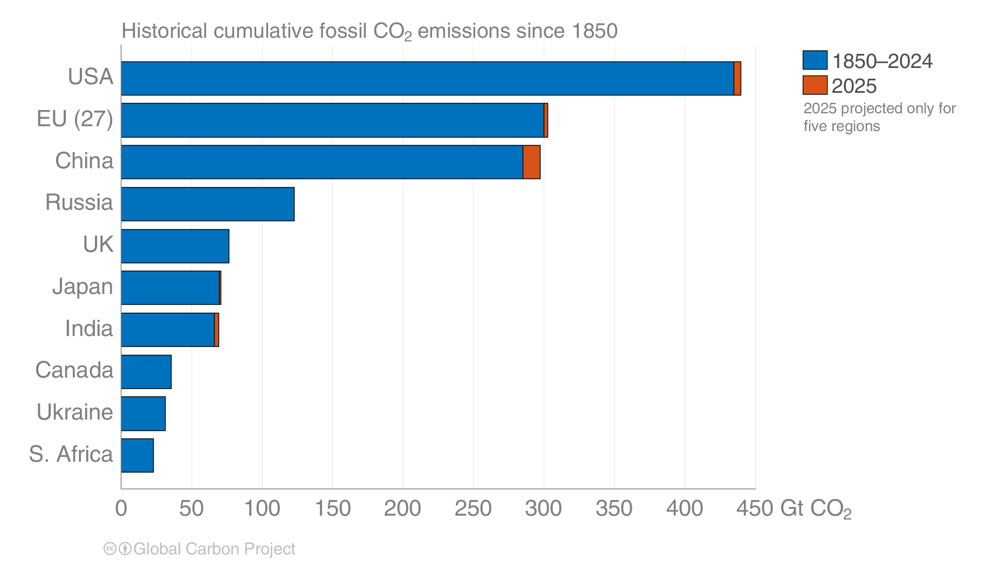 Historical cumulative fossil CO₂ emissions since 1850
1850–2024
2025
2025 projected only for
five regions
USA
EU (27)
China
Russia
UK
Japan
India
Canada
Ukraine
S. Africa
0 50 100 150 200 250 300 350 400 450 Gt CO₂
cc Global Carbon Project